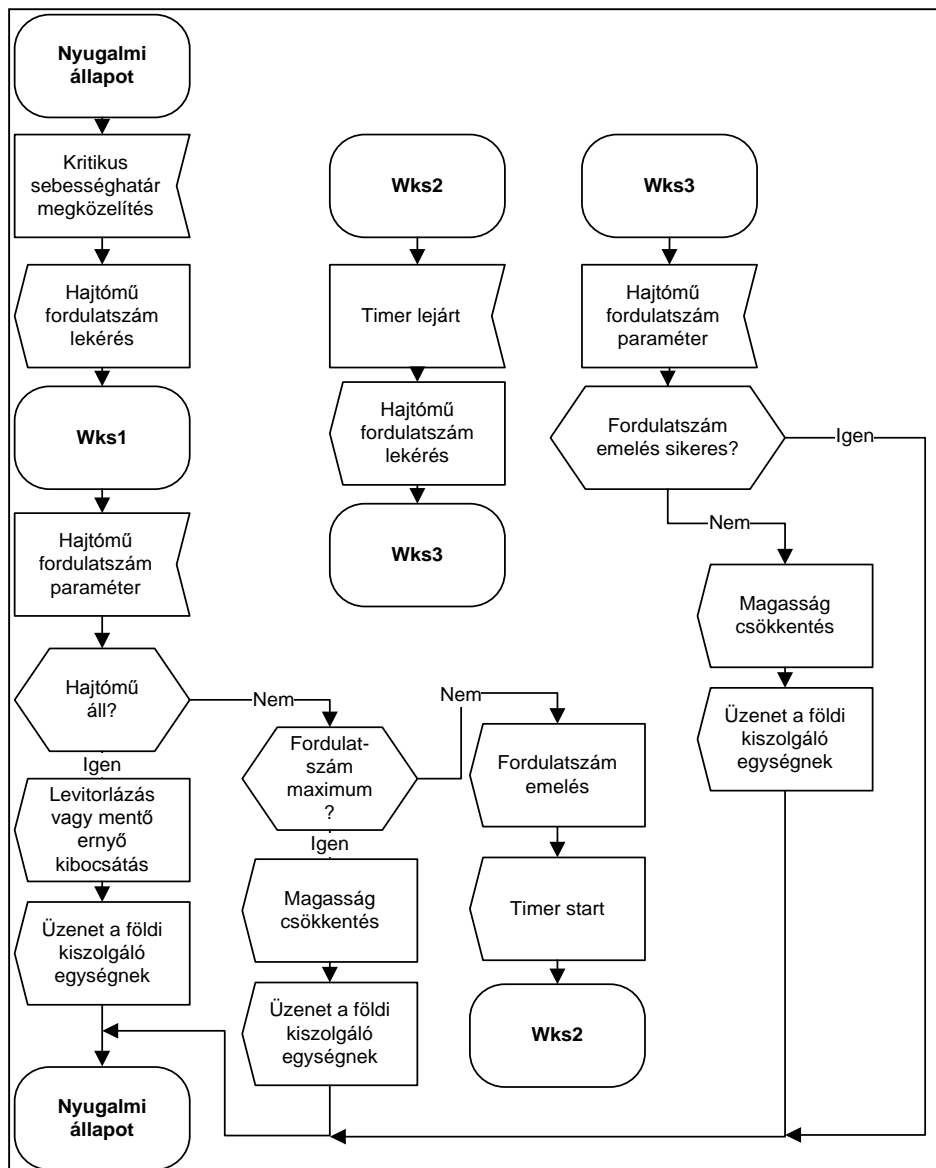 Nyugalmi
állapot
Kritikus
sebességhatár
megközelítés
Hajtómű
fordulatszám
lekérés
Wks1
Hajtómű
fordulatszám
paraméter
Hajtómű
áll?
Nem
Igen
Levitorlázás
vagy mentő
ernyő
kibocsátás
Üzenet a földi
kiszolgáló
egységnek
Nyugalmi
állapot
Fordulat-
szám
maximum
?
Nem
Igen
Magasság
csökkentés
Üzenet a földi
kiszolgáló
egységnek
Fordulatszám
emelés
Timer start
Wks2
Wks2
Timer lejárt
Hajtómű
fordulatszám
lekérés
Wks3
Wks3
Hajtómű
fordulatszám
paraméter
Fordulatszám
emelés sikeres?
Igen
Nem
Magasság
csökkentés
Üzenet a földi
kiszolgáló
egységnek